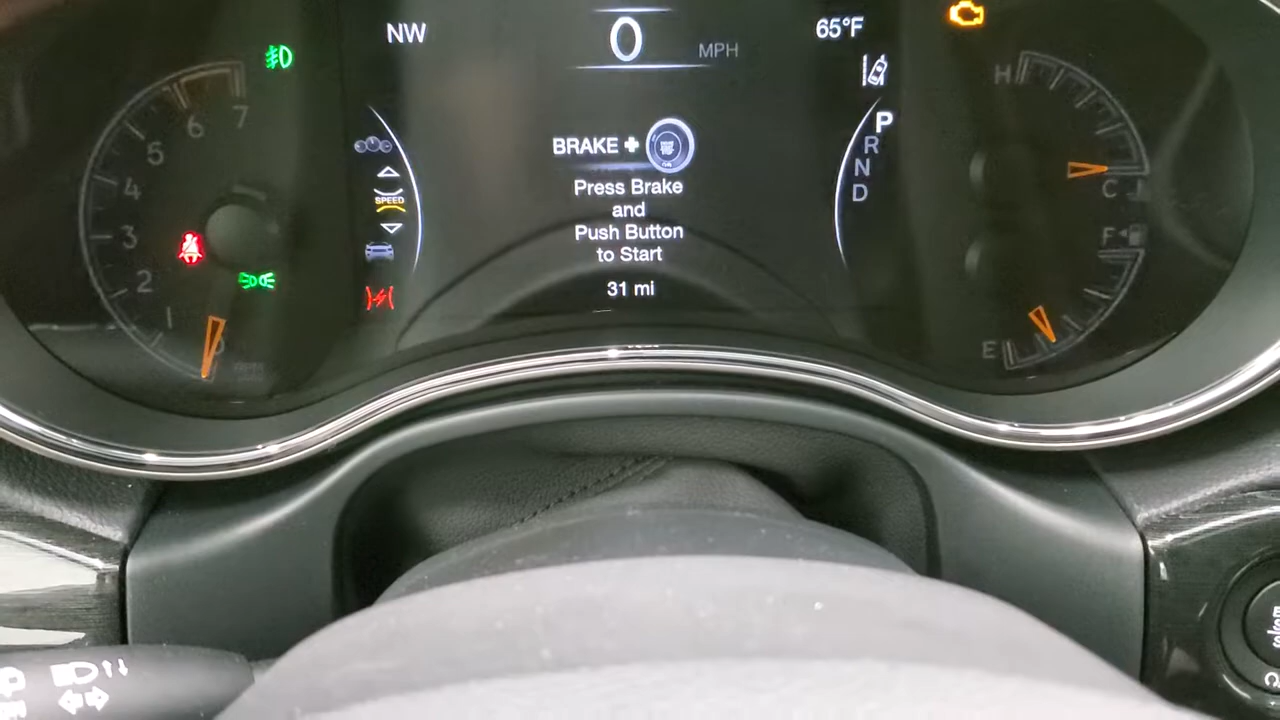 NW
0
MPH
65°F
7
6
5
4
3
2
1
SPEED
BRAKE +
Press Brake
and
Push Button
to Start
31 mi
P
R
N
D
H
C
F
E